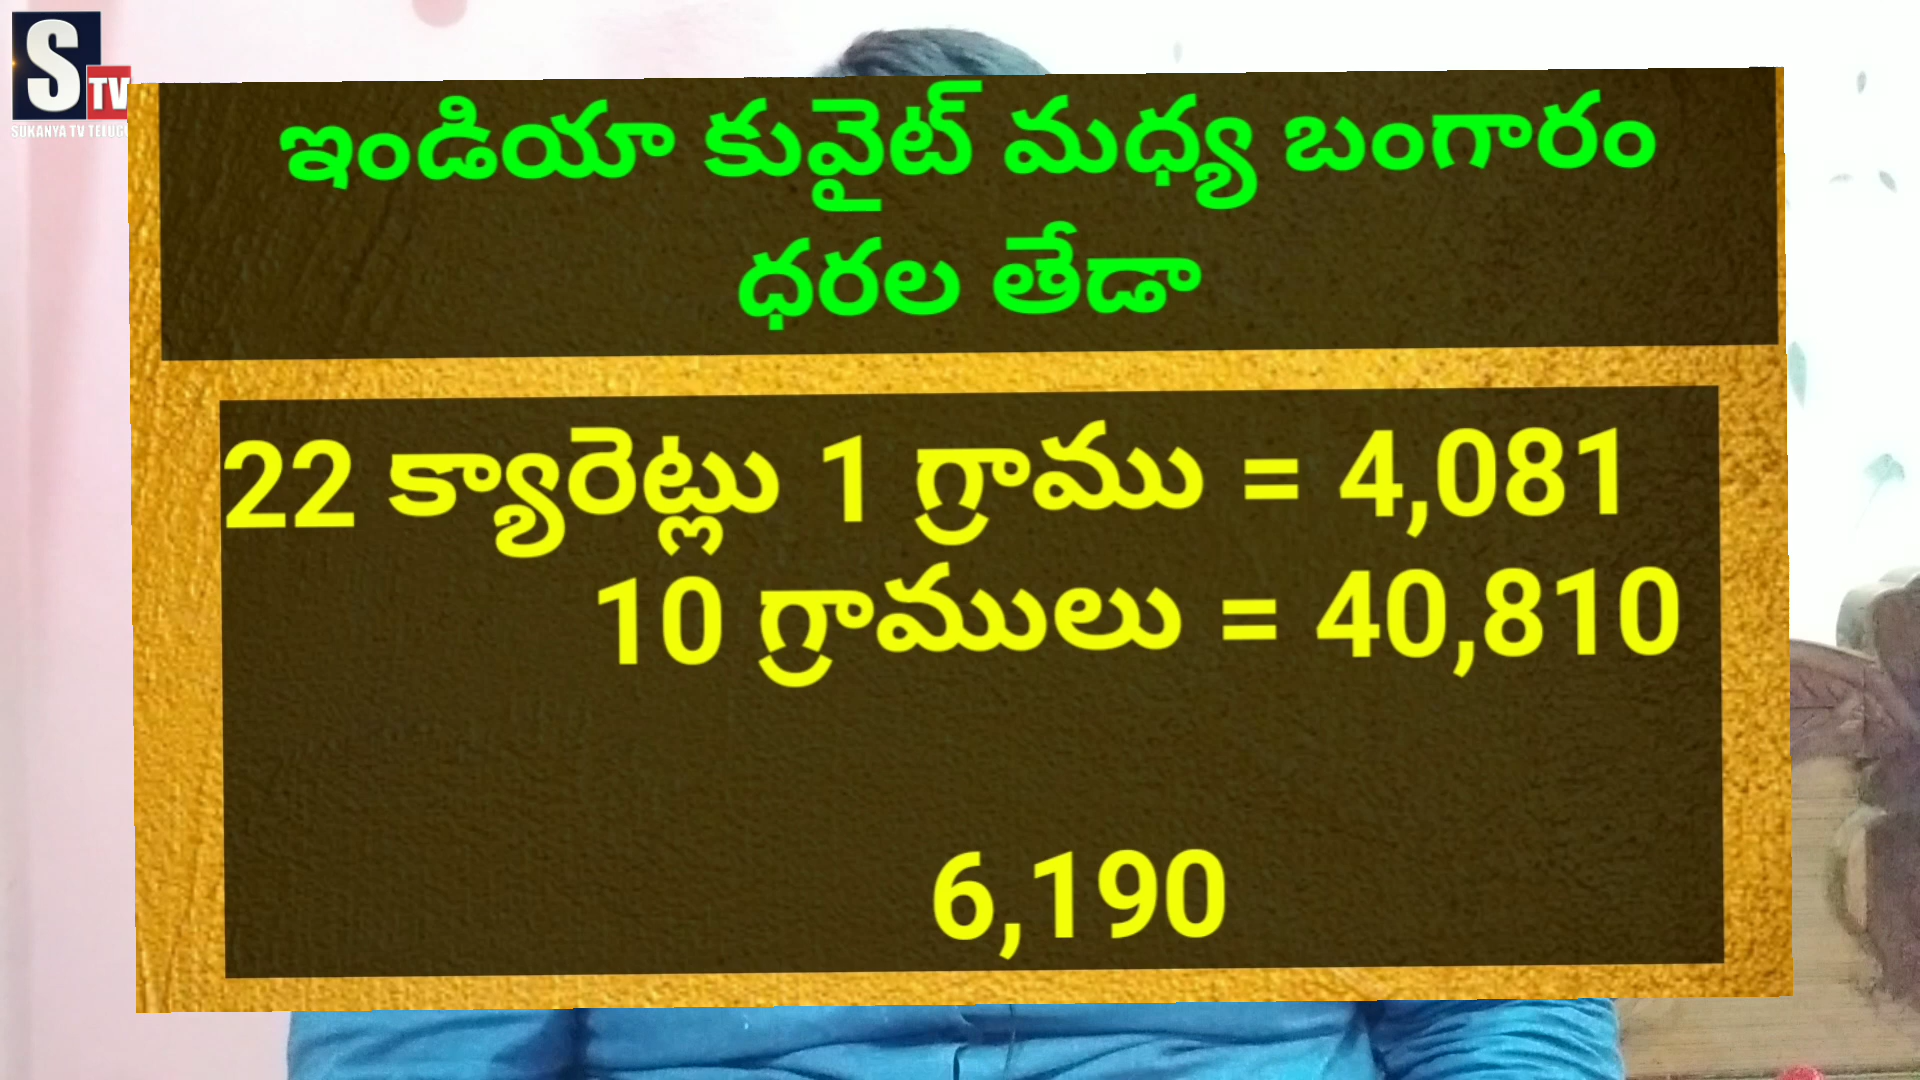 S
TV
SUKANYA TV TELUGU
ఇండియా కువైట్ మధ్య బంగారం
ధరల తేడా
22 క్యారెట్లు 1 గ్రాము = 4,081
10 గ్రాములు = 40,810
6,190